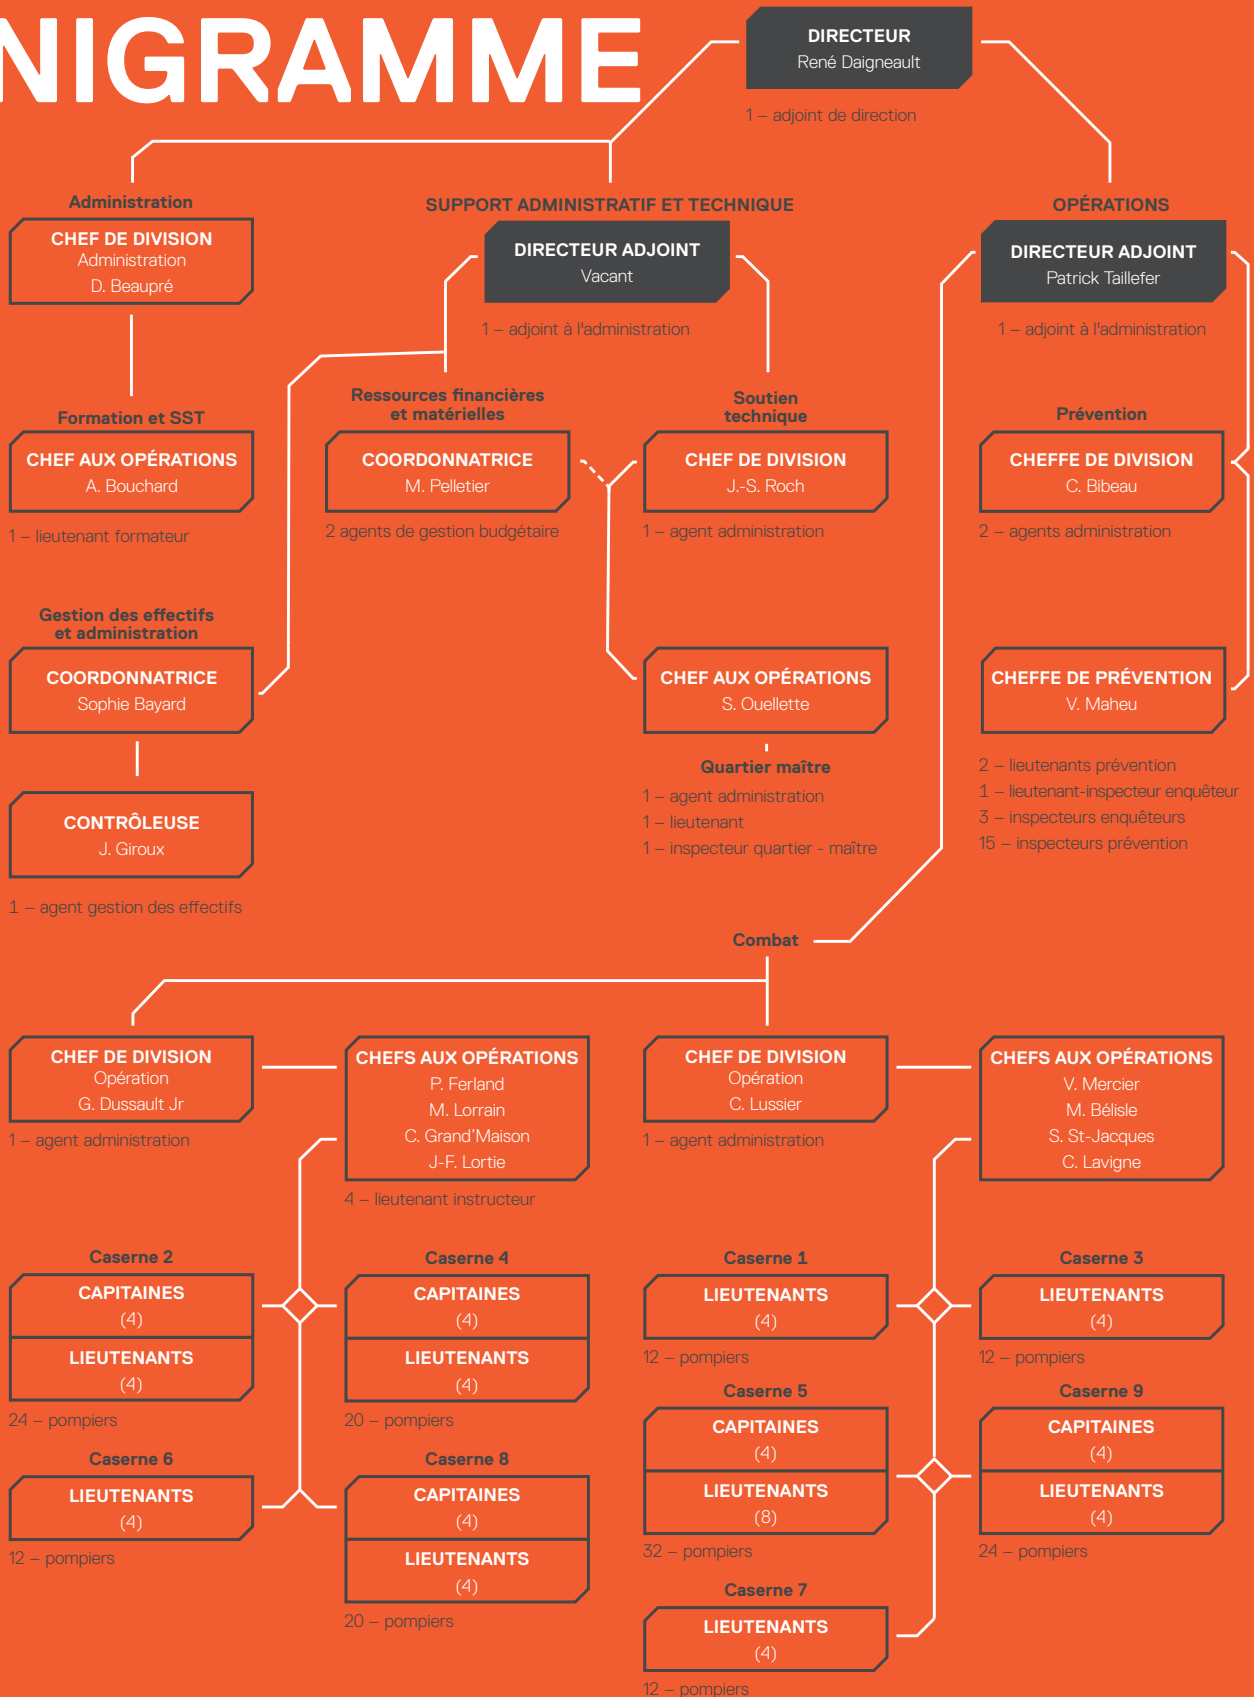 NIGRAMME
DIRECTEUR
René Daigneault
1 – adjoint de direction
Administration
CHEF DE DIVISION
Administration
D. Beaupré
SUPPORT ADMINISTRATIF ET TECHNIQUE
DIRECTEUR ADJOINT
Vacant
1 – adjoint à l'administration
OPÉRATIONS
DIRECTEUR ADJOINT
Patrick Taillefer
1 – adjoint à l'administration
Formation et SST
CHEF AUX OPÉRATIONS
A. Bouchard
1 – lieutenant formateur
Ressources financières
et matérielles
COORDONNATRICE
M. Pelletier
2 agents de gestion budgétaire
Soutien
technique
CHEF DE DIVISION
J.-S. Roch
1 – agent administration
Prévention
CHEFFE DE DIVISION
C. Bibeau
2 – agents administration
Gestion des effectifs
et administration
COORDONNATRICE
Sophie Bayard
CHEF AUX OPÉRATIONS
S. Ouellette
Quartier maître
1 – agent administration
1 – lieutenant
1 – inspecteur quartier - maître
CHEFFE DE PRÉVENTION
V. Maheu
2 – lieutenants prévention
1 – lieutenant-inspecteur enquêteur
3 – inspecteurs enquêteurs
15 – inspecteurs prévention
CONTRÔLEUSE
J. Giroux
1 – agent gestion des effectifs
Combat
CHEF DE DIVISION
Opération
G. Dussault Jr
1 – agent administration
CHEFS AUX OPÉRATIONS
P. Ferland
M. Lorrain
C. Grand'Maison
J-F. Lortie
4 – lieutenant instructeur
CHEF DE DIVISION
Opération
C. Lussier
1 – agent administration
CHEFS AUX OPÉRATIONS
V. Mercier
M. Bélisle
S. St-Jacques
C. Lavigne
Caserne 2
CAPITAINES
(4)
LIEUTENANTS
(4)
24 – pompiers
Caserne 4
CAPITAINES
(4)
LIEUTENANTS
(4)
20 – pompiers
Caserne 1
LIEUTENANTS
(4)
12 – pompiers
Caserne 3
LIEUTENANTS
(4)
12 – pompiers
Caserne 5
CAPITAINES
(4)
LIEUTENANTS
(8)
32 – pompiers
Caserne 9
CAPITAINES
(4)
LIEUTENANTS
(4)
24 – pompiers
Caserne 6
LIEUTENANTS
(4)
12 – pompiers
Caserne 8
CAPITAINES
(4)
LIEUTENANTS
(4)
20 – pompiers
Caserne 7
LIEUTENANTS
(4)
12 – pompiers